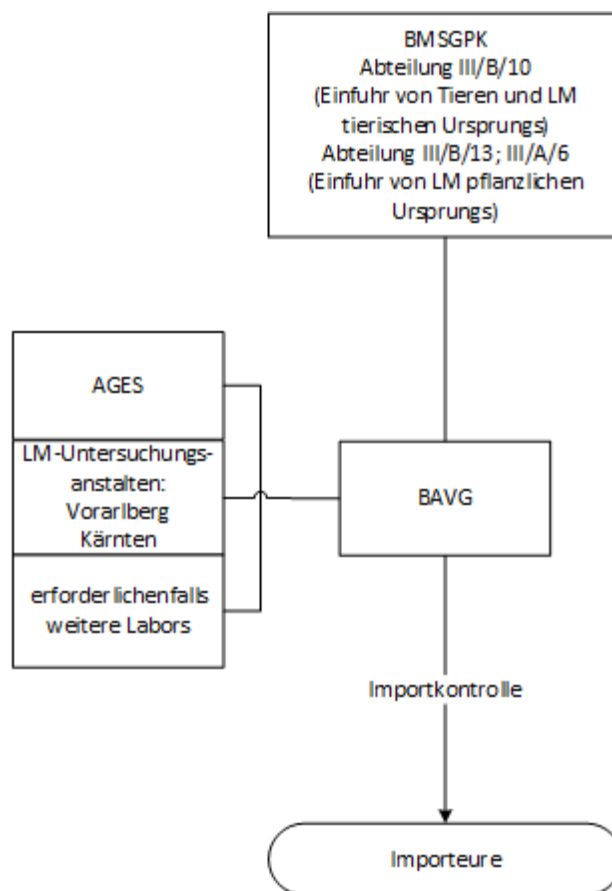 BMSGPK
Abteilung III/B/10
(Einfuhr von Tieren und LM
tierischen Ursprungs)
Abteilung III/B/13; III/A/6
(Einfuhr von LM pflanzlichen
Ursprungs)
AGES
LM-Untersuchungs-
anstalten:
Vorarlberg
Kärnten
erforderlichenfalls
weitere Labors
BAVG
Importkontrolle
Importeure